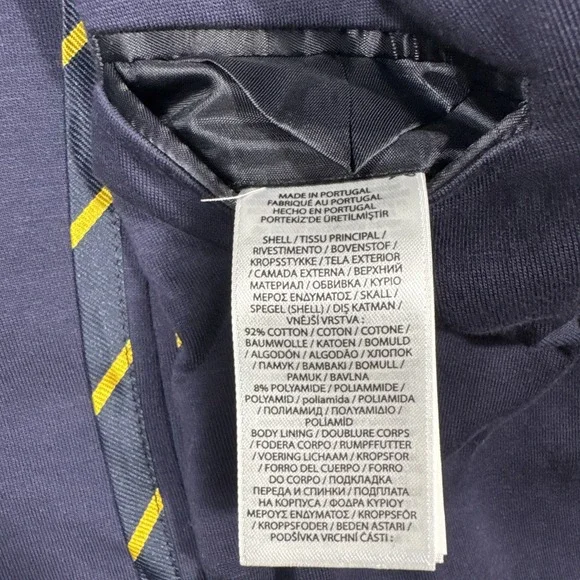 MADE IN PORTUGAL
FABRIQUÉ AU PORTUGAL
HECHO EN PORTUGAL
PORTEKİZ'DE ÜRETİLMİŞTİR
SHELL / TISSU PRINCIPAL /
RIVESTIMENTO / BOVENSTOF /
KROPSSTYKKE / TELA EXTERIOR
/ CAMADA EXTERNA / ВЕРХНИЙ
МАТЕРИАЛ / ОБВИВКА / ΚΥΡΙΟ
ΜΕΡΟΣ ΕΝΔΥΜΑΤΟΣ / SKALL /
SPEGEL (SHELL) / DIŞ KATMAN /
VNĚJŠÍ VRSTVA :
92% COTTON / COTON / COTONE /
BAUMWOLLE / KATOEN / BOMULD
/ ALGODÓN / ALGODÃO / ХЛОПОК
/ ПАМУК / ΒΑΜΒΑΚΙ / BOMULL /
PAMUK / BAVLNA
8% POLYAMIDE / POLIAMMIDE /
POLYAMID / poliamida / POLIAMIDA
/ ПОЛИАМИД / ΠΟΛΥΑΜΙΔΙΟ /
POLÍAMÍD
BODY LINING / DOUBLURE CORPS
/ FODERA CORPO / RUMPFFUTTER
/ VOERING LICHAAM / KROPSFOR
/ FORRO DEL CUERPO / FORRO
DO CORPO / ПОДКЛАДКА
ПЕРЕДА И СПИНКИ / ПОДПЛАТА
НА КОРПУСА / ΦΟΔΡΑ ΚΥΡΙΟΥ
ΜΕΡΟΥΣ ΕΝΔΥΜΑΤΟΣ / KROPPSFÔR
/ KROPPSFODER / BEDEN ASTARI /
PODŠÍVKA VRCHNÍ ČÁSTI :